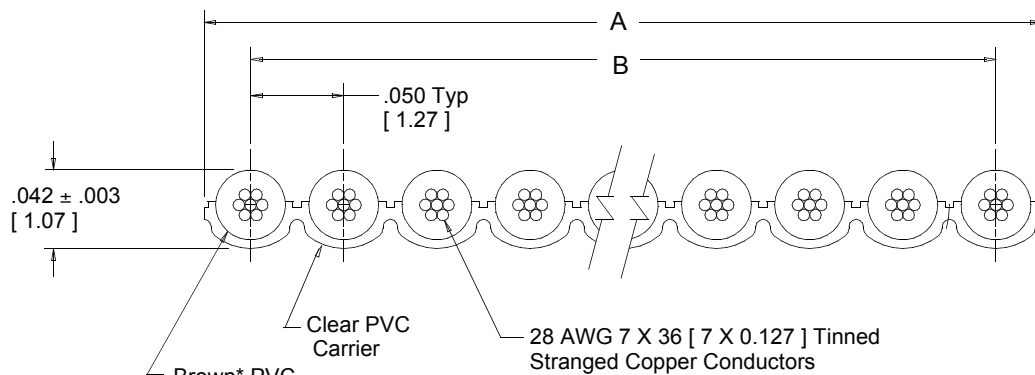 A
B
.050 Typ
[ 1.27 ]
.042 ± .003
[ 1.07 ]
Clear PVC
Carrier
28 AWG 7 X 36 [ 7 X 0.127 ] Tinned
Stranged Copper Conductors
Brown* PVC